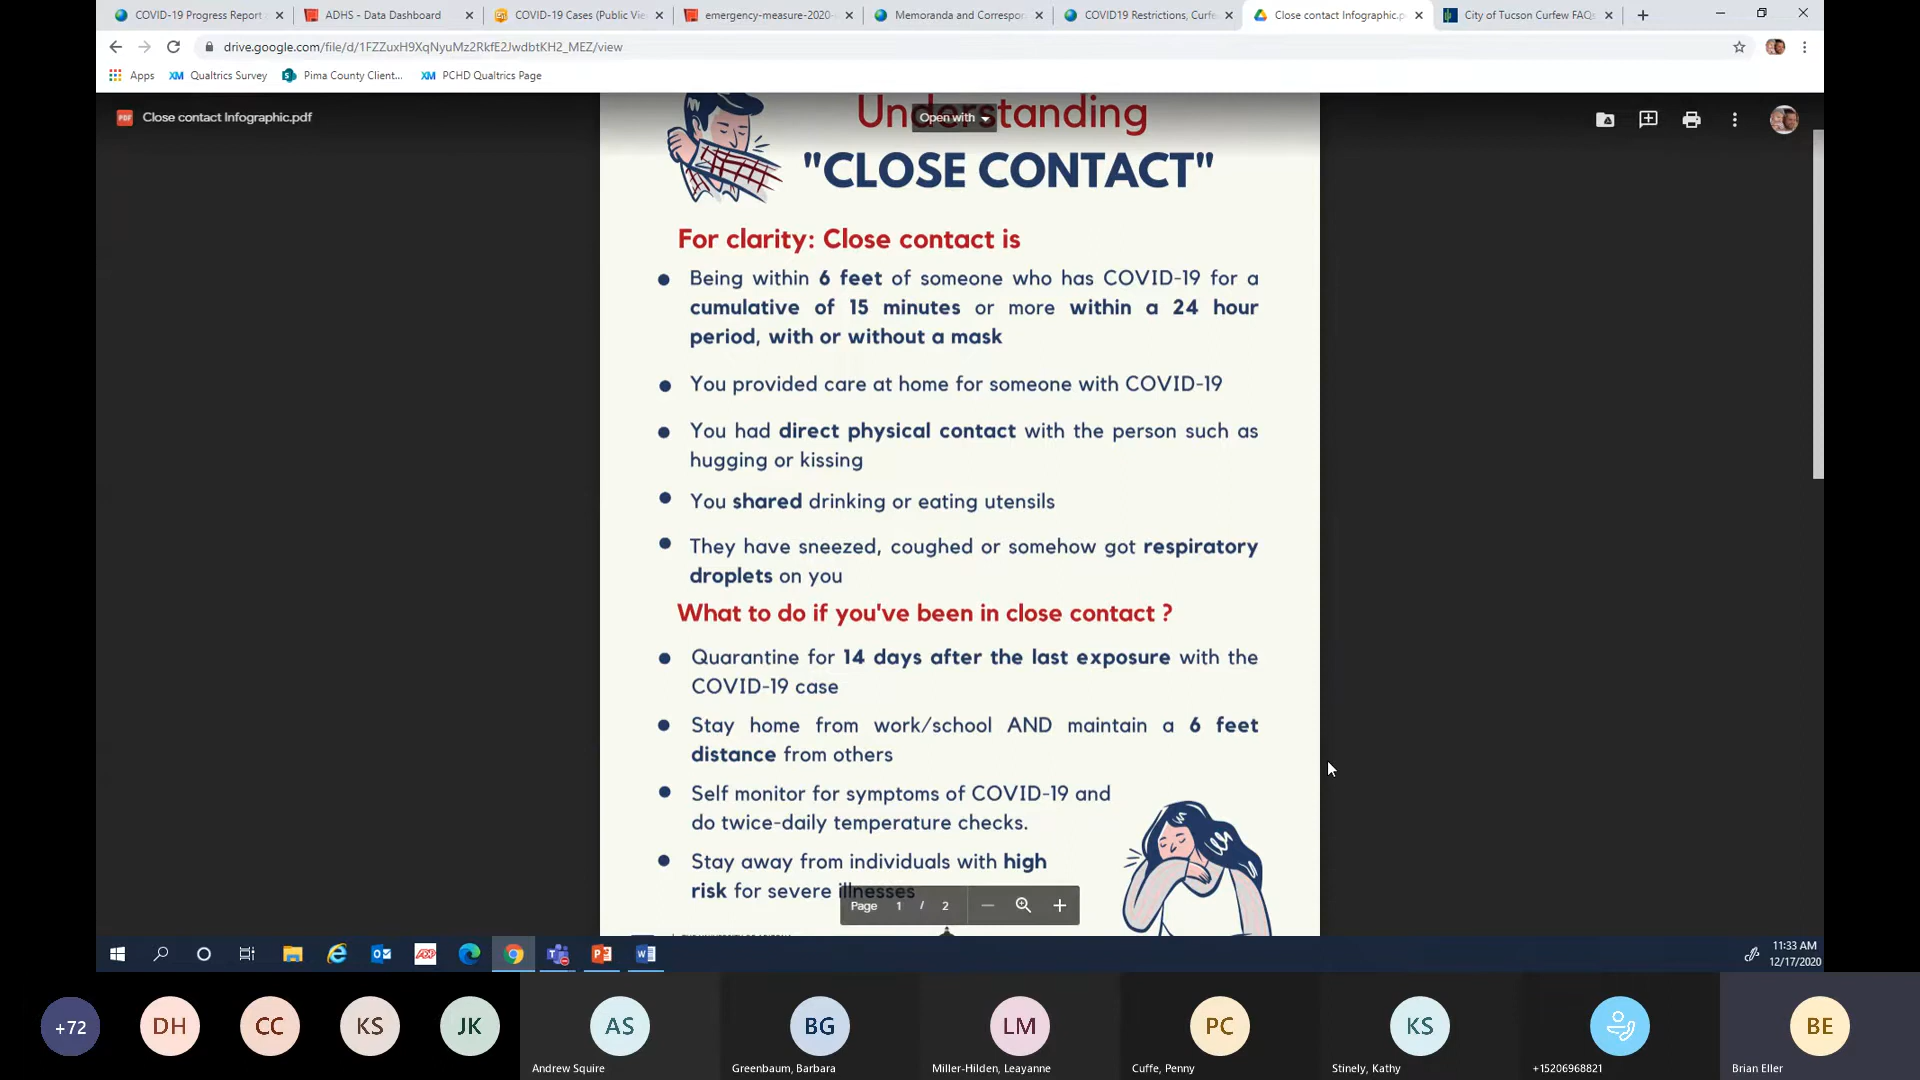 COVID-19 Progress Report
ADHS - Data Dashboard
COVID-19 Cases (Public Vie
emergency-measure-2020-
Memoranda and Correspor
COVID19 Restrictions, Curfe
Close contact Infographic.p
City of Tucson Curfew FAQ
drive.google.com/file/d/1FZZuxH9XqNyuMz2RkfE2JwdbtKH2_MEZ/view
Apps
Qualtrics Survey
Pima County Client...
PCHD Qualtrics Page
PDF
Close contact Infographic.pdf
Open with
Understanding
"CLOSE CONTACT"
For clarity: Close contact is
Being within 6 feet of someone who has COVID-19 for a
cumulative of 15 minutes or more within a 24 hour
period, with or without a mask
You provided care at home for someone with COVID-19
You had direct physical contact with the person such as
hugging or kissing
You shared drinking or eating utensils
They have sneezed, coughed or somehow got respiratory
droplets on you
What to do if you've been in close contact ?
Quarantine for 14 days after the last exposure with the
COVID-19 case
Stay home from work/school AND maintain a 6 feet
distance from others
Self monitor for symptoms of COVID-19 and
do twice-daily temperature checks.
Stay away from individuals with high
risk for severe illnesses
Page 1 / 2
11:33 AM
12/17/2020
+72
DH
CC
KS
JK
AS
BG
LM
PC
KS
BE
Andrew Squire
Greenbaum, Barbara
Miller-Hilden, Leayanne
Cuffe, Penny
Stinely, Kathy
+15206968821
Brian Eller